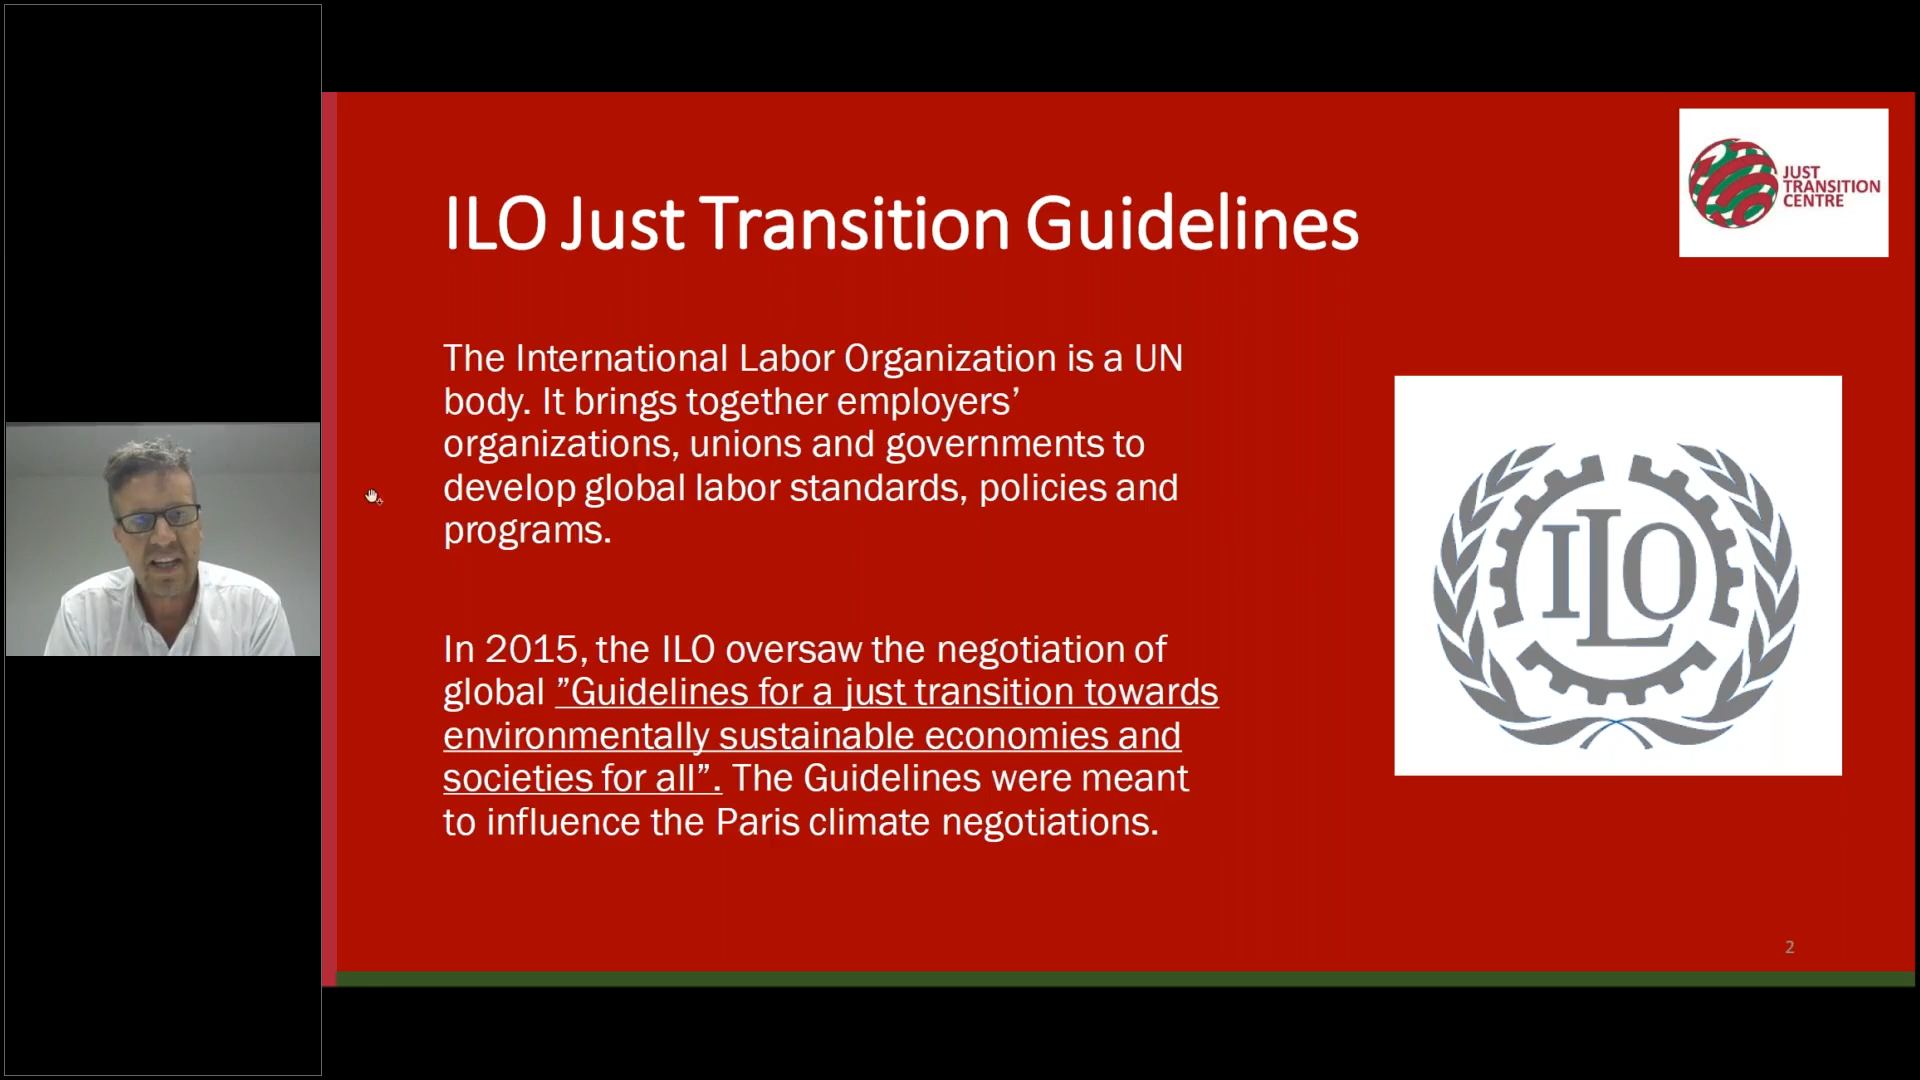 JUST
TRANSITION
CENTRE
ILO Just Transition Guidelines
The International Labor Organization is a UN
body. It brings together employers’
organizations, unions and governments to
develop global labor standards, policies and
programs.
In 2015, the ILO oversaw the negotiation of
global ”Guidelines for a just transition towards
environmentally sustainable economies and
societies for all”. The Guidelines were meant
to influence the Paris climate negotiations.
ILO
2